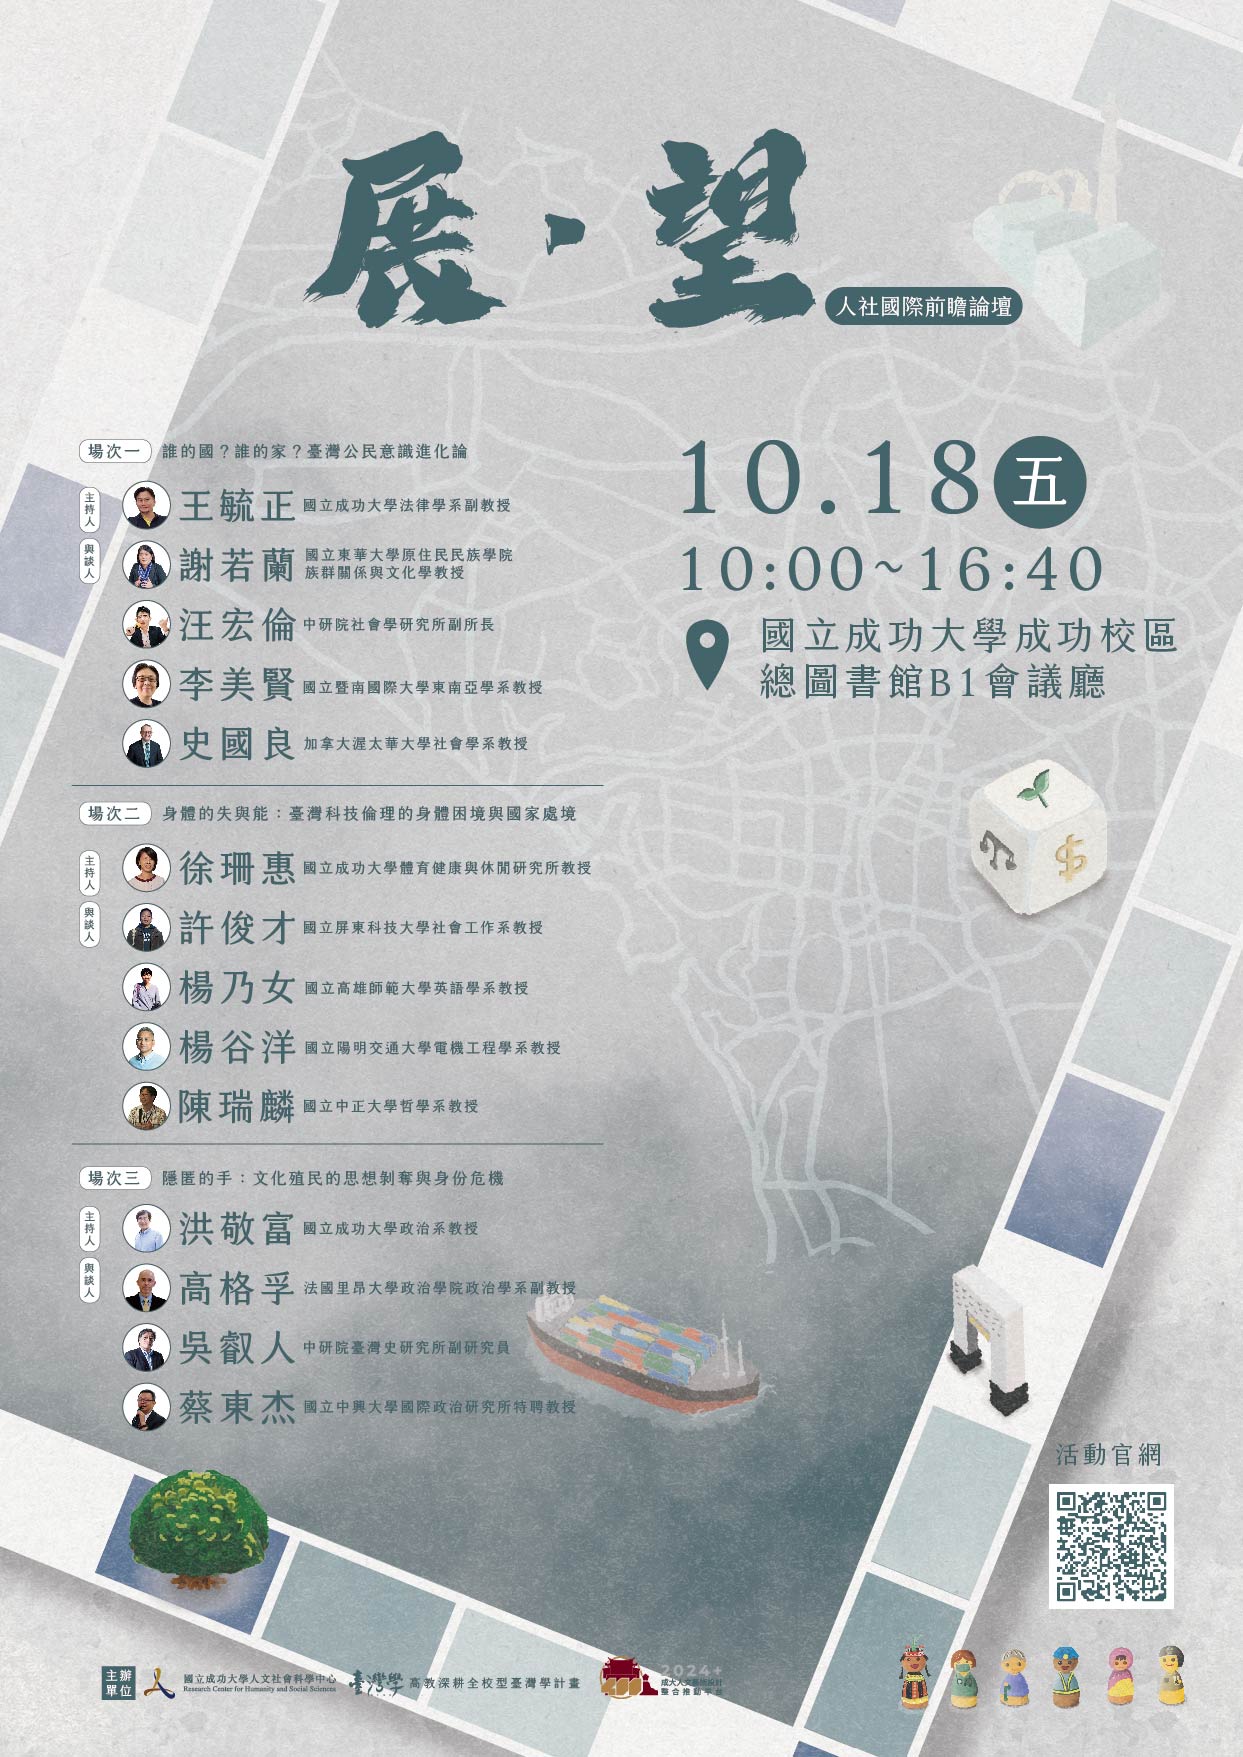 展・望
人社國際前瞻論壇
10.18 五
10:00~16:40
國立成功大學成功校區
總圖書館B1會議廳
場次一 誰的國？誰的家？臺灣公民意識進化論
主持人
王毓正 國立成功大學法律學系副教授
與談人
謝若蘭 國立東華大學原住民民族學院
族群關係與文化學教授
汪宏倫 中研院社會學研究所副所長
李美賢 國立暨南國際大學東南亞學系教授
史國良 加拿大渥太華大學社會學系教授
場次二 身體的失與能：臺灣科技倫理的身體困境與國家處境
主持人
徐珊惠 國立成功大學體育健康與休閒研究所教授
與談人
許俊才 國立屏東科技大學社會工作系教授
楊乃女 國立高雄師範大學英語學系教授
楊谷洋 國立陽明交通大學電機工程學系教授
陳瑞麟 國立中正大學哲學系教授
場次三 隱匿的手：文化殖民的思想剝奪與身份危機
主持人
洪敬富 國立成功大學政治系教授
與談人
高格孚 法國里昂大學政治學院政治學系副教授
吳叡人 中研院臺灣史研究所副研究員
蔡東杰 國立中興大學國際政治研究所特聘教授
$
活動官網
主辦單位
國立成功大學人文社會科學中心
Research Center for Humanity and Social Sciences
臺灣學 高教深耕全校型臺灣學計畫
2024+
整合推動平台